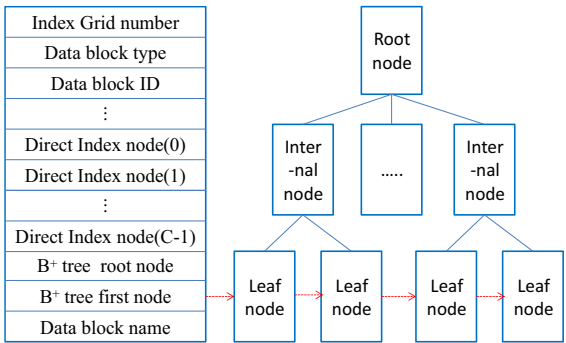 Index Grid number
Data block type
Data block ID
⋮
Direct Index node(0)
Direct Index node(1)
⋮
Direct Index node(C-1)
B+ tree root node
B+ tree first node
Data block name
Root
node
Inter
-nal
node
.....
Inter
-nal
node
Leaf
node
Leaf
node
Leaf
node
Leaf
node